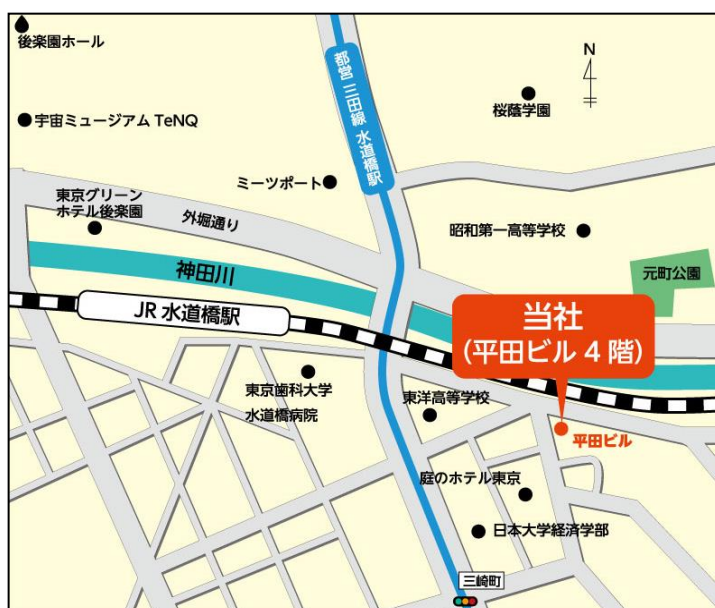 後楽園ホール
N
桜蔭学園
宇宙ミュージアム TeNQ
都営 三田線 水道橋駅
ミーツポート
東京グリーン
ホテル後楽園
外堀通り
昭和第一高等学校
神田川
元町公園
JR 水道橋駅
当社
(平田ビル 4 階)
東京歯科大学
水道橋病院
東洋高等学校
平田ビル
庭のホテル東京
日本大学経済学部
三崎町